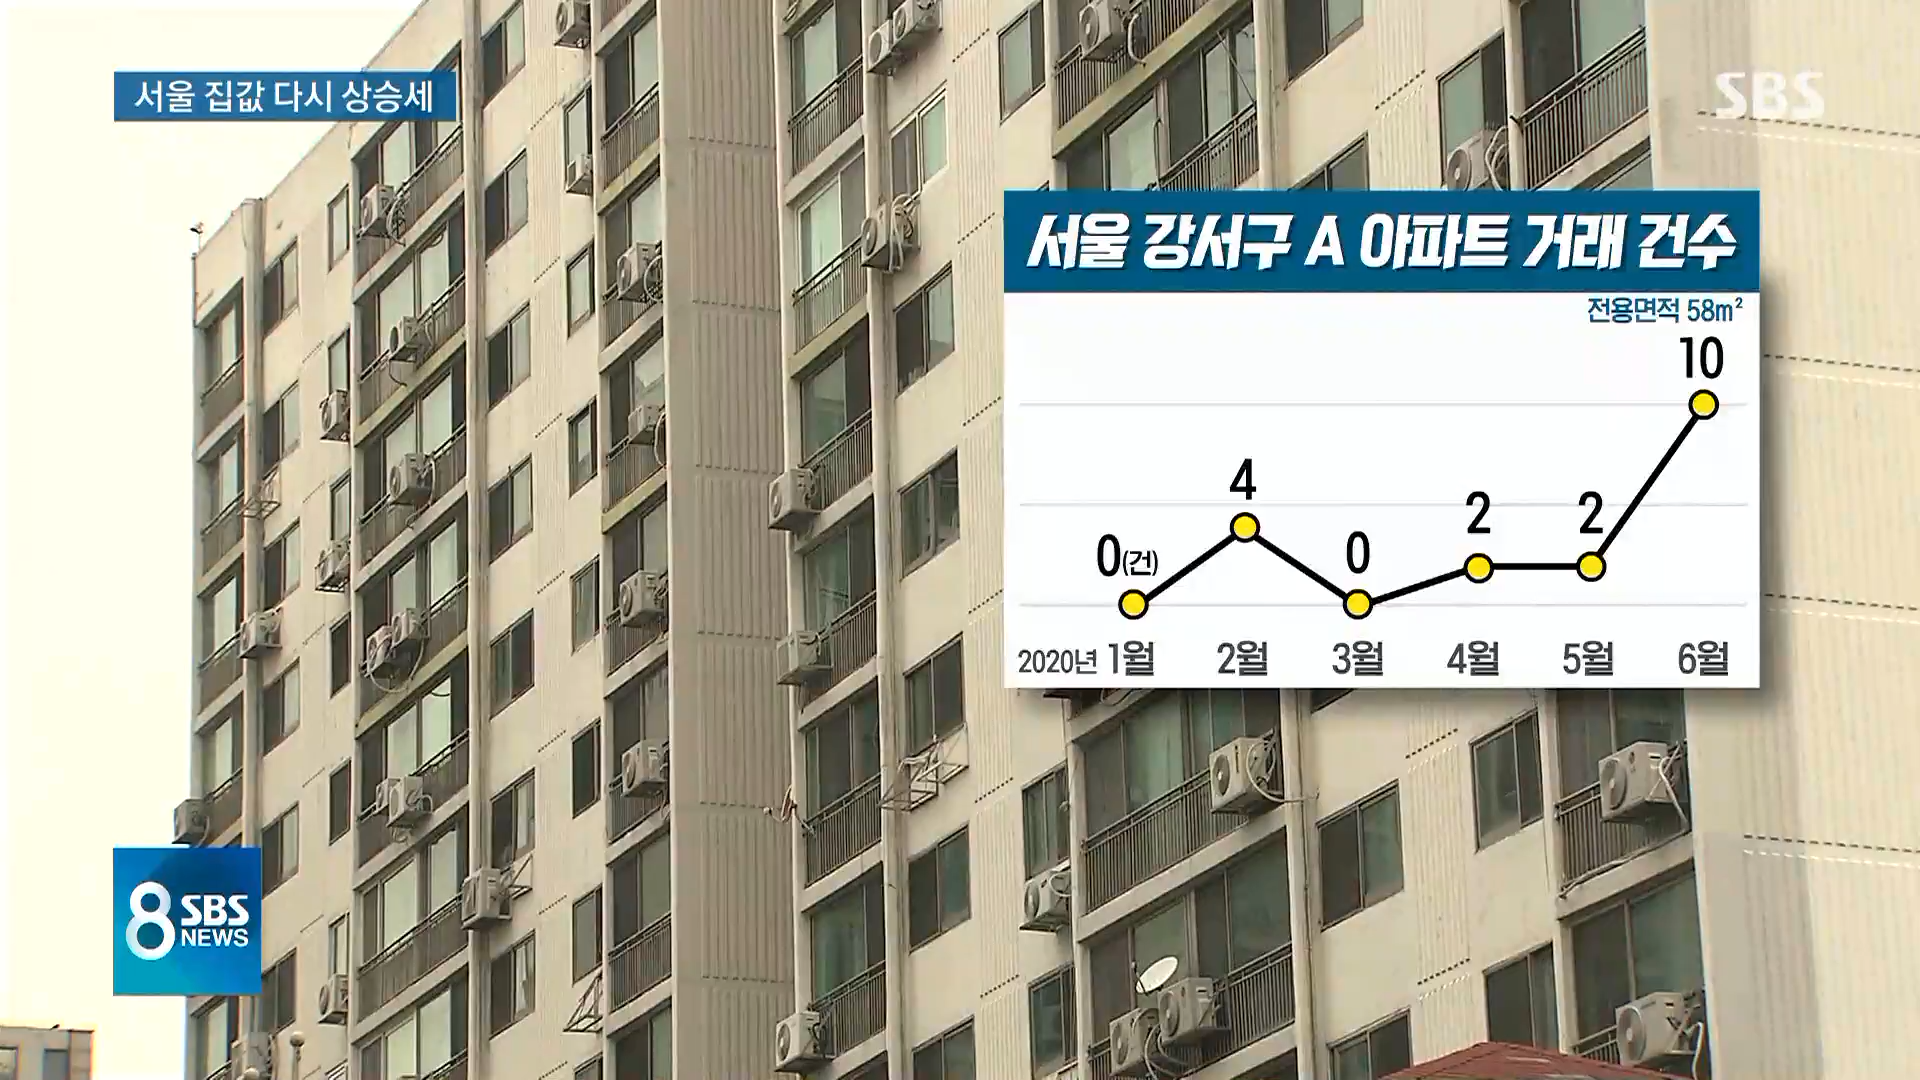 서울 집값 다시 상승세
SBS
서울 강서구 A 아파트 거래 건수
전용면적 58㎡
10
4
2
2
0(건)
0
2020년 1월 2월 3월 4월 5월 6월
8 SBS
NEWS